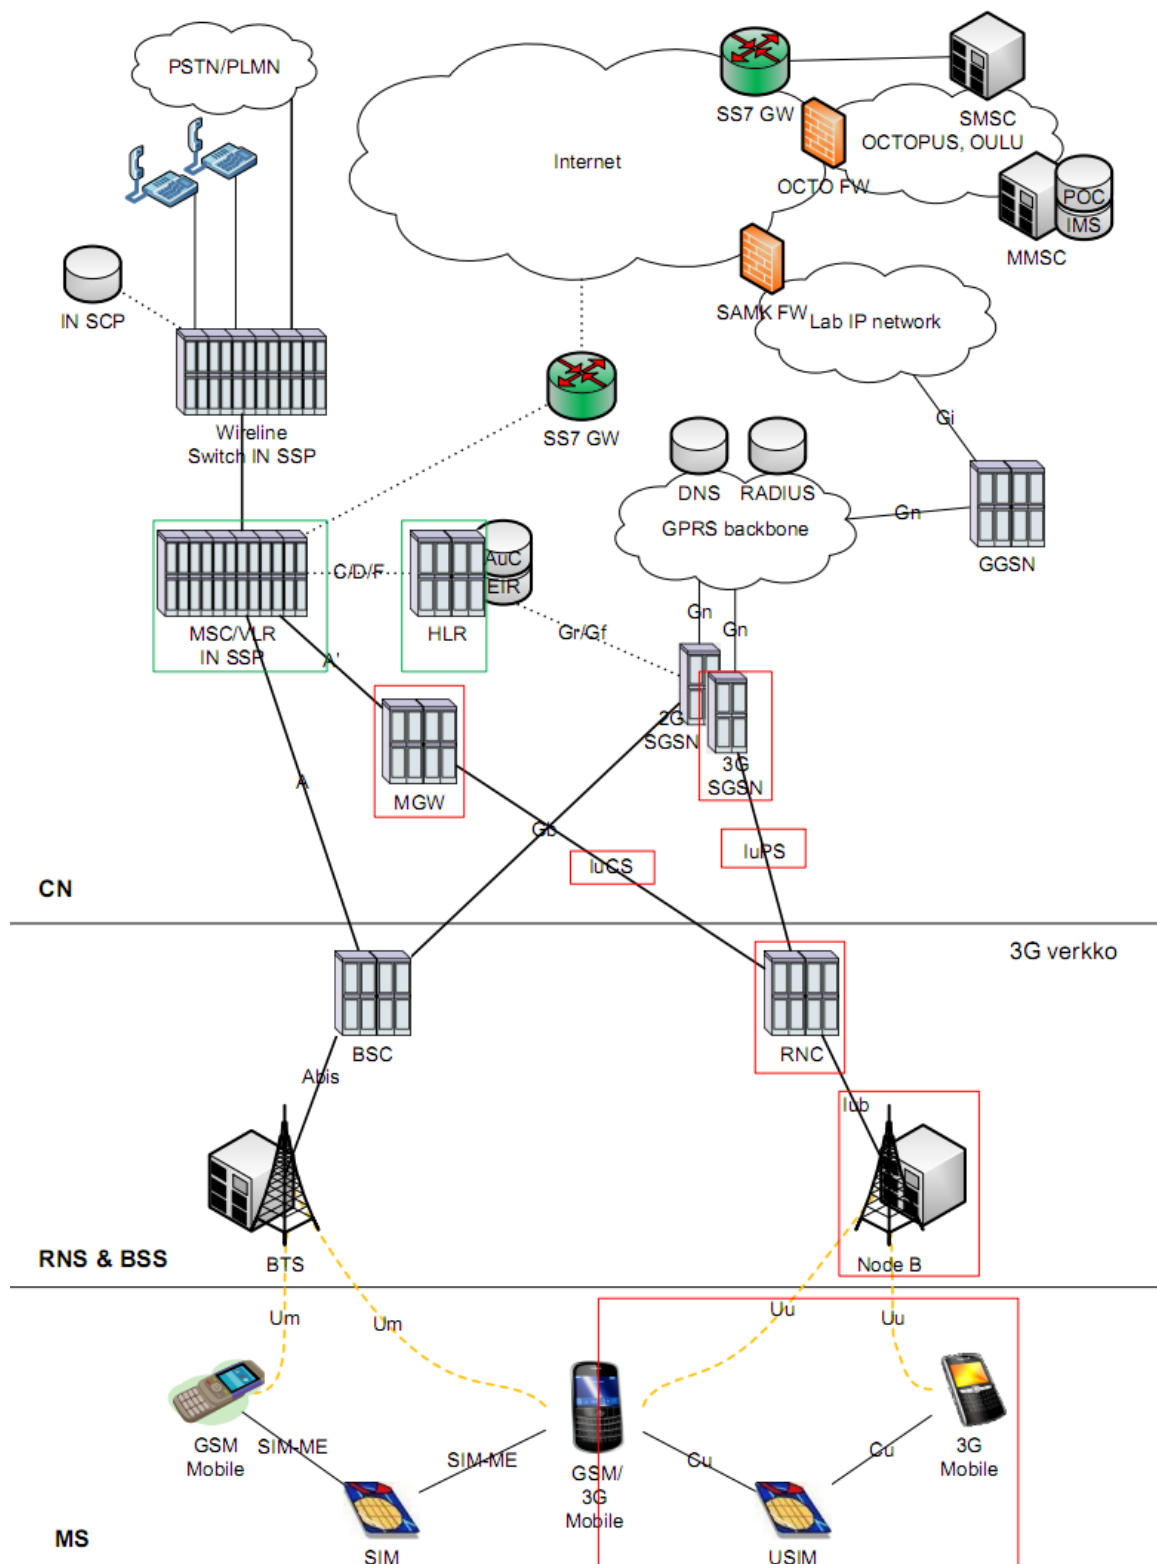 PSTN/PLMN
SS7 GW
SMSC
OCTOPUS, OULU
Internet
OCTO FW
POC
IMS
MMSC
IN SCP
SAMK FW
Lab IP network
Wireline
Switch IN SSP
SS7 GW
Gi
DNS
RADIUS
GPRS backbone
Gn
GGSN
C/D/F
AuC
EIR
MSC/VLR
IN SSP
HLR
Gr/Gf
Gn
Gn
A'
2G
SGSN
3G
SGSN
A
MGW
Gb
IuCS
IuPS
CN
3G verkko
BSC
RNC
Abis
Iub
RNS & BSS
BTS
Node B
Um
Um
Uu
Uu
GSM
Mobile
SIM-ME
SIM-ME
GSM/
3G
Mobile
Cu
Cu
3G
Mobile
MS
SIM
USIM